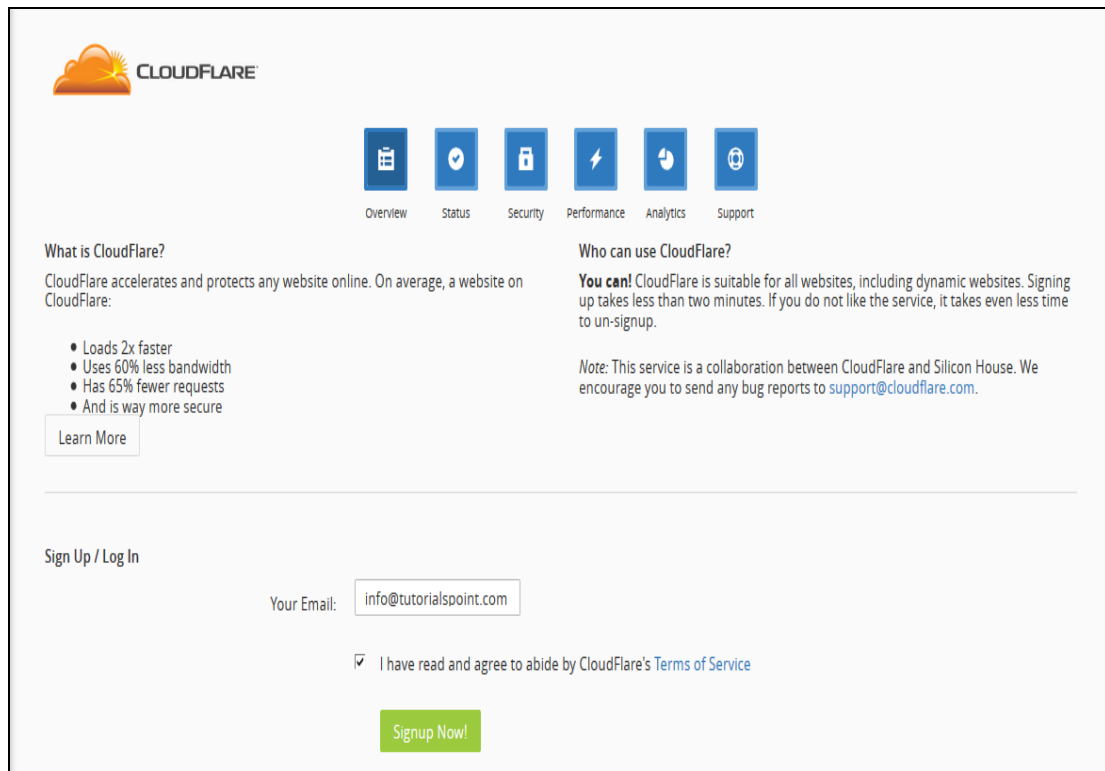 CLOUDFLARE
Overview
Status
Security
Performance
Analytics
Support
What is CloudFlare?
CloudFlare accelerates and protects any website online. On average, a website on
CloudFlare:
• Loads 2x faster
• Uses 60% less bandwidth
• Has 65% fewer requests
• And is way more secure
Learn More
Who can use CloudFlare?
You can! CloudFlare is suitable for all websites, including dynamic websites. Signing
up takes less than two minutes. If you do not like the service, it takes even less time
to un-signup.
Note: This service is a collaboration between CloudFlare and Silicon House. We
encourage you to send any bug reports to support@cloudflare.com.
Sign Up / Log In
Your Email:
info@tutorialspoint.com
I have read and agree to abide by CloudFlare's Terms of Service
Signup Now!